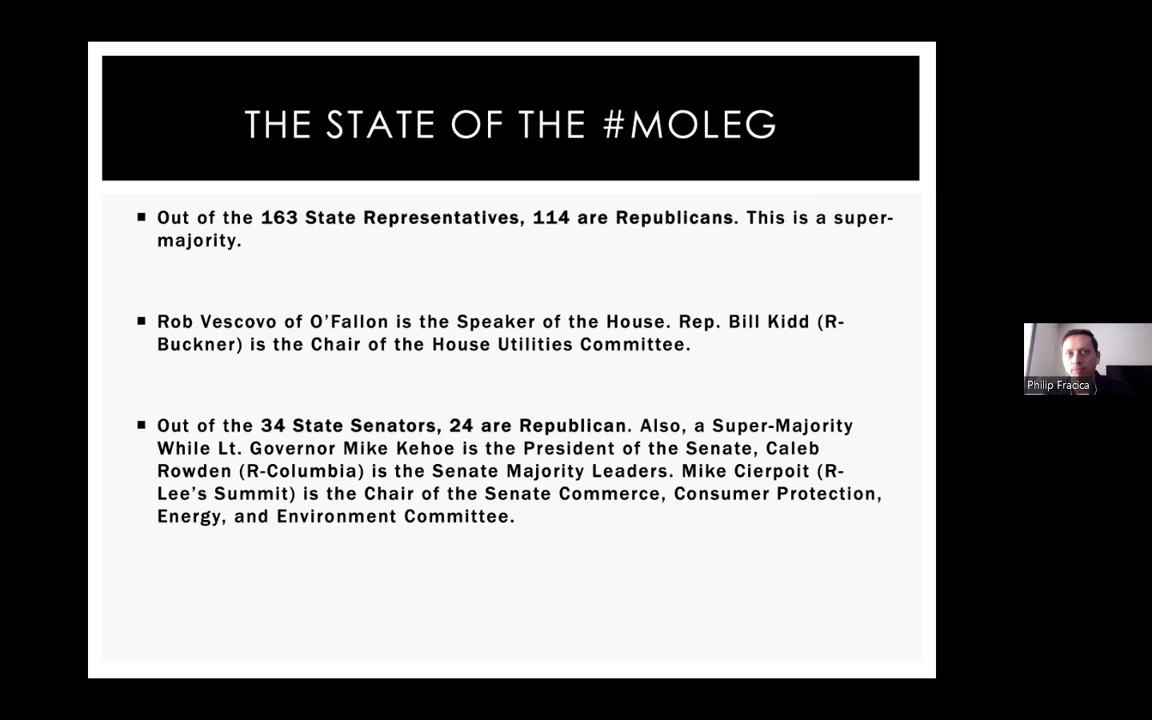 THE STATE OF THE #MOLEG
▪ Out of the 163 State Representatives, 114 are Republicans. This is a super-
majority.
▪ Rob Vescovo of O’Fallon is the Speaker of the House. Rep. Bill Kidd (R-
Buckner) is the Chair of the House Utilities Committee.
▪ Out of the 34 State Senators, 24 are Republican. Also, a Super-Majority
While Lt. Governor Mike Kehoe is the President of the Senate, Caleb
Rowden (R-Columbia) is the Senate Majority Leaders. Mike Cierpoit (R-
Lee’s Summit) is the Chair of the Senate Commerce, Consumer Protection,
Energy, and Environment Committee.
Philip Fracica